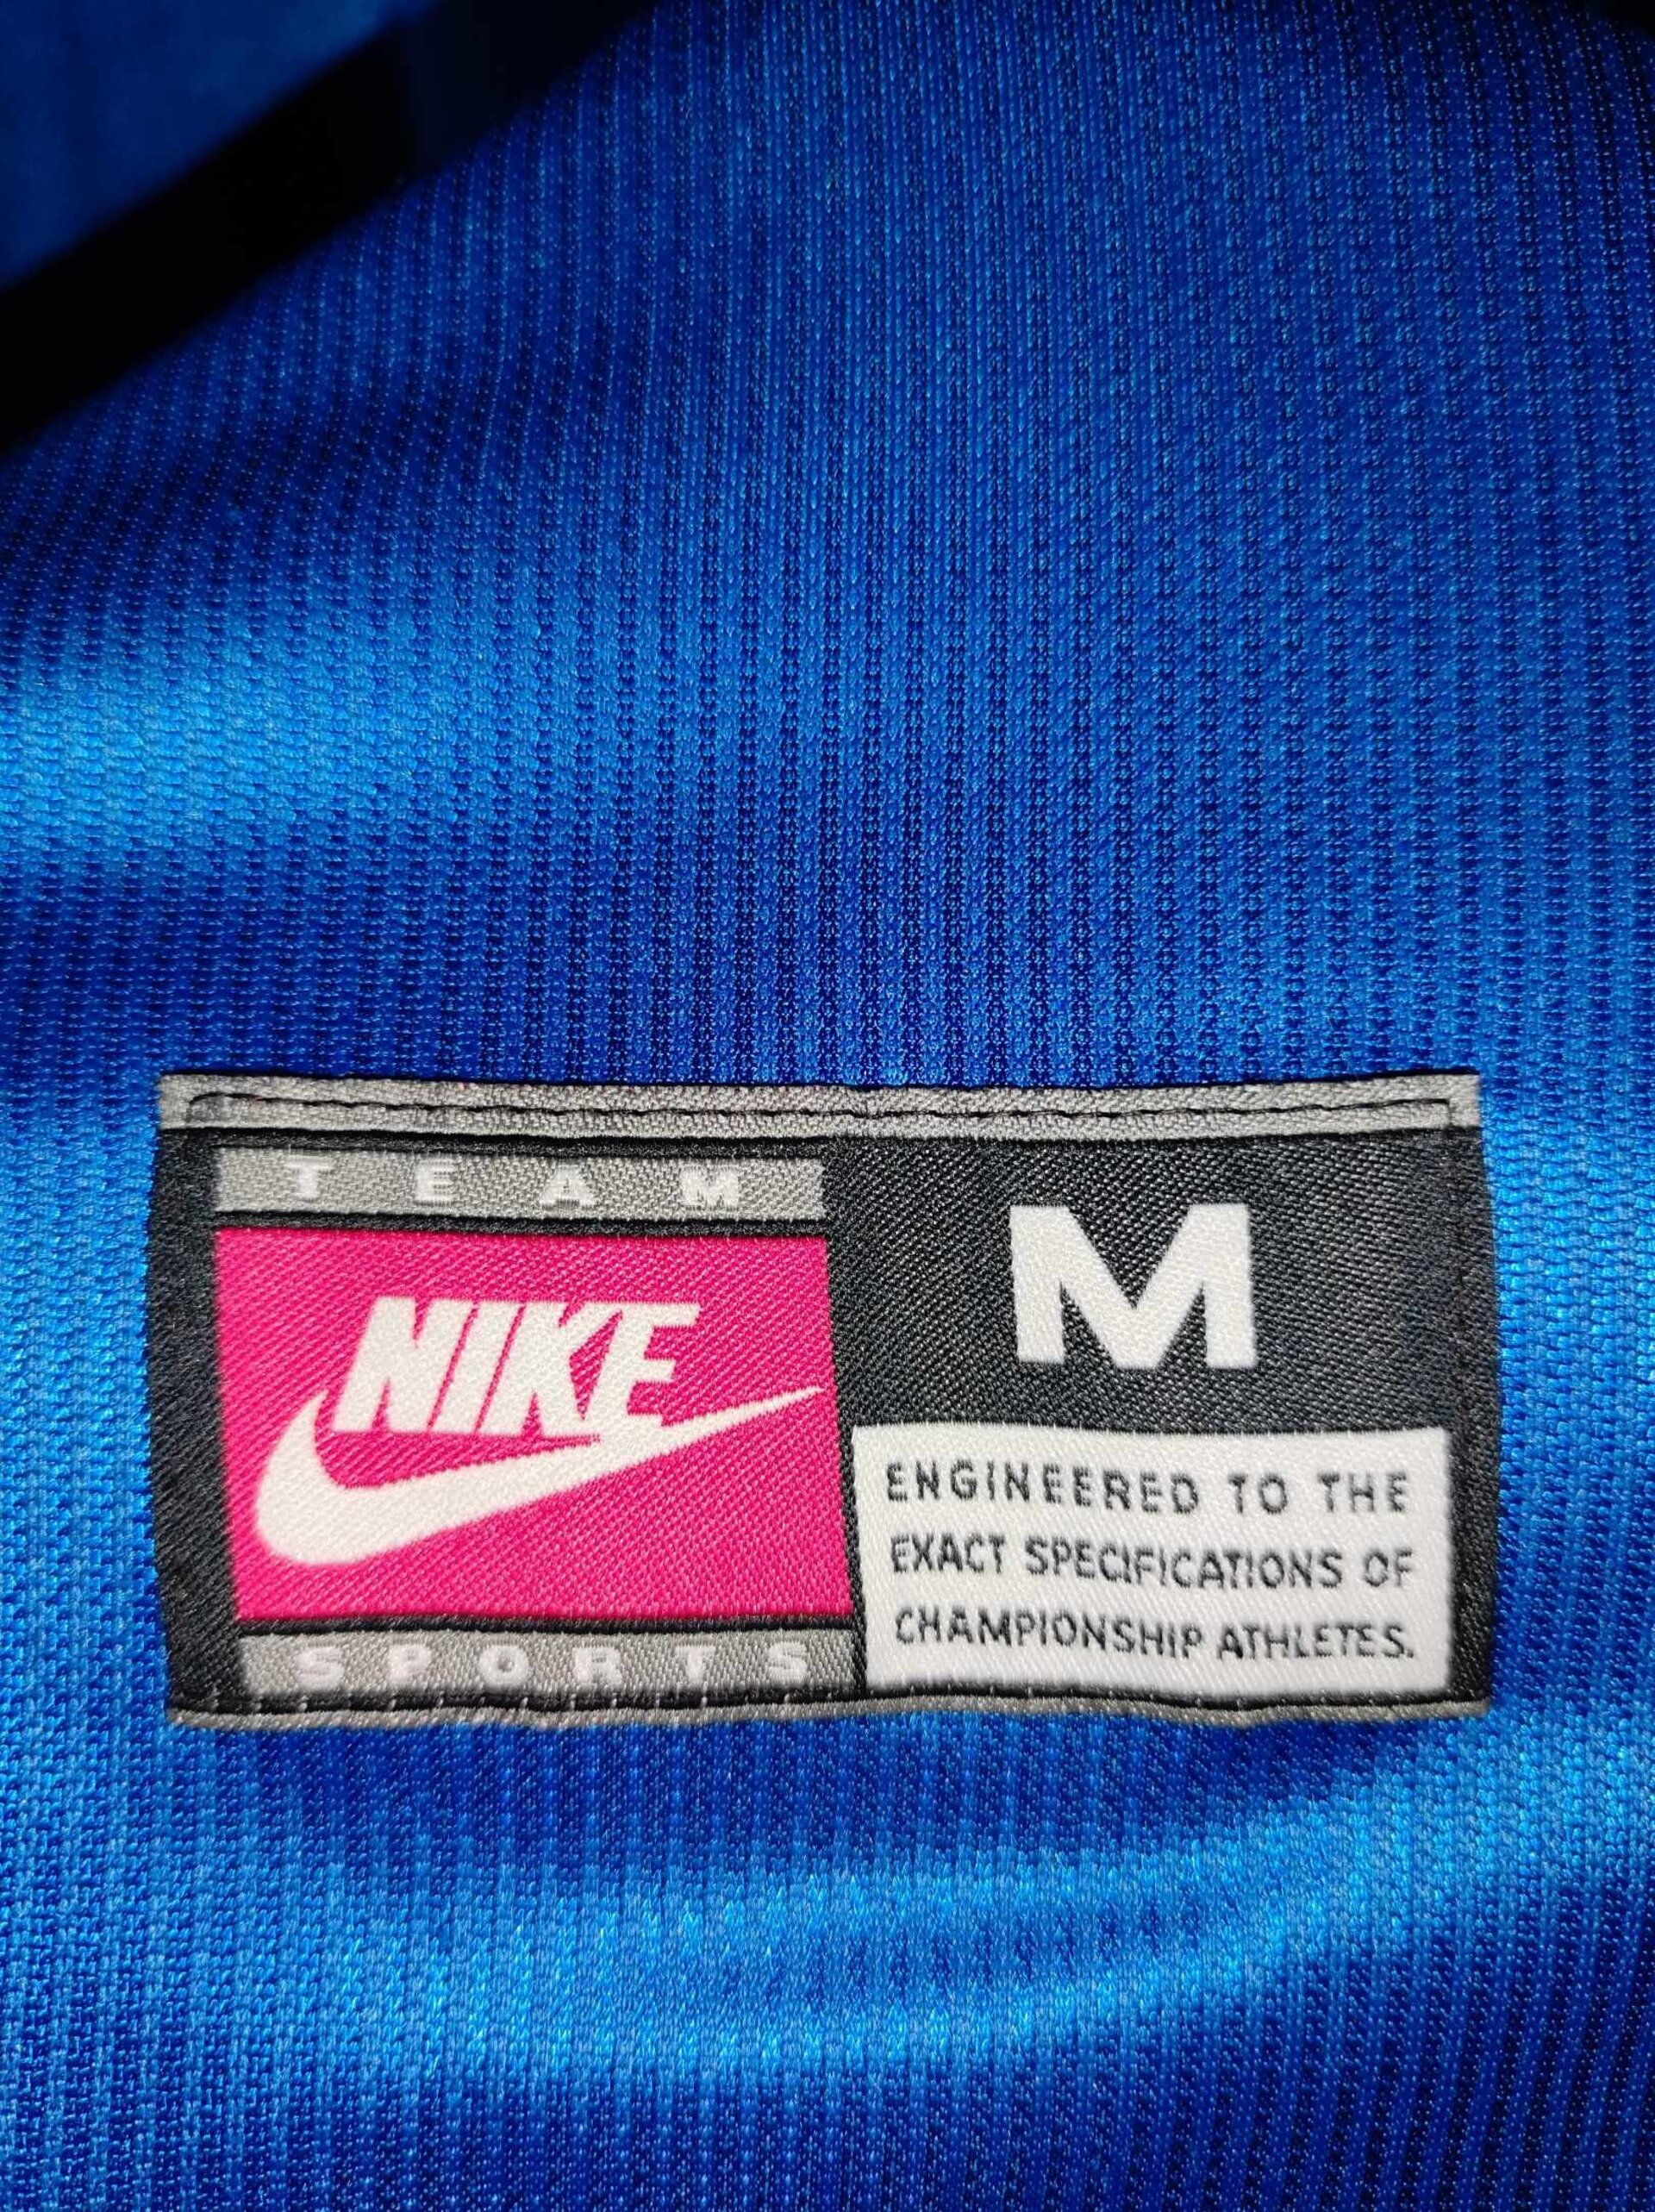 TEAM
NIKE
SPORTS
M
ENGINEERED TO THE
EXACT SPECIFICATIONS OF
CHAMPIONSHIP ATHLETES.